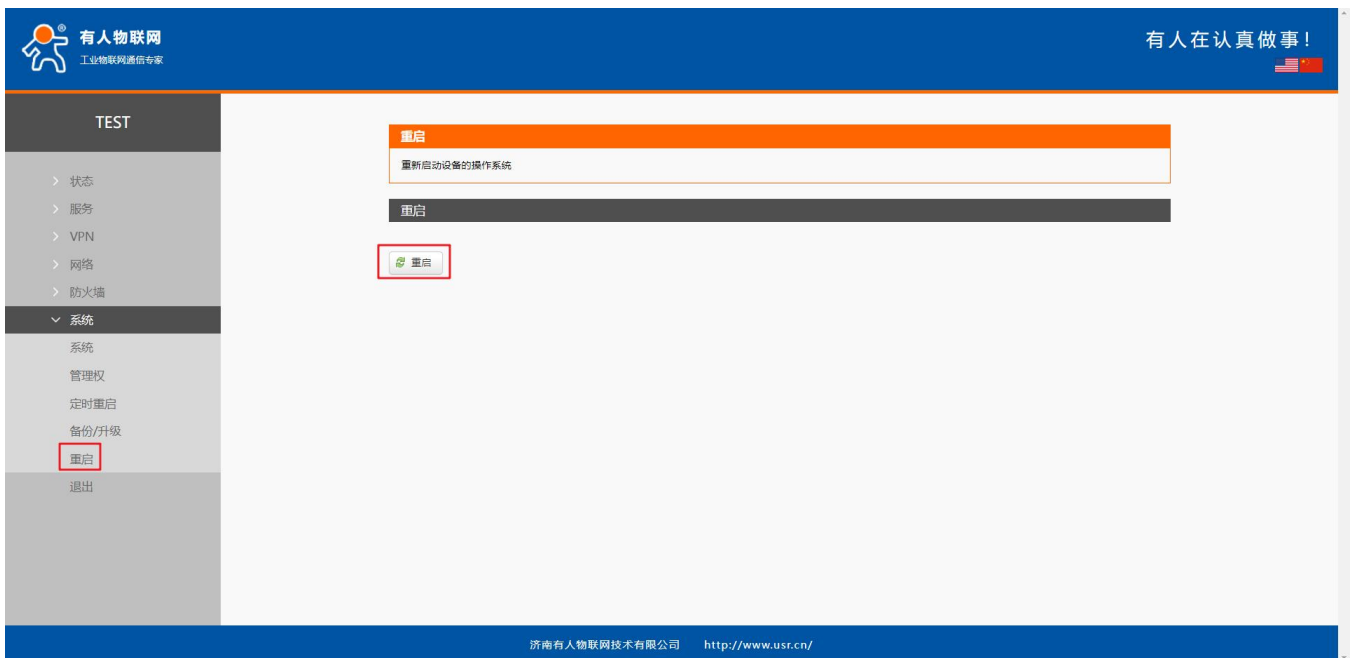 有人物联网
工业物联网通信专家
有人在认真做事!
TEST
状态
服务
VPN
网络
防火墙
系统
系统
管理权
定时重启
备份/升级
重启
退出
重启
重新启动设备的操作系统
重启
重启
济南有人物联网技术有限公司 http://www.usr.cn/